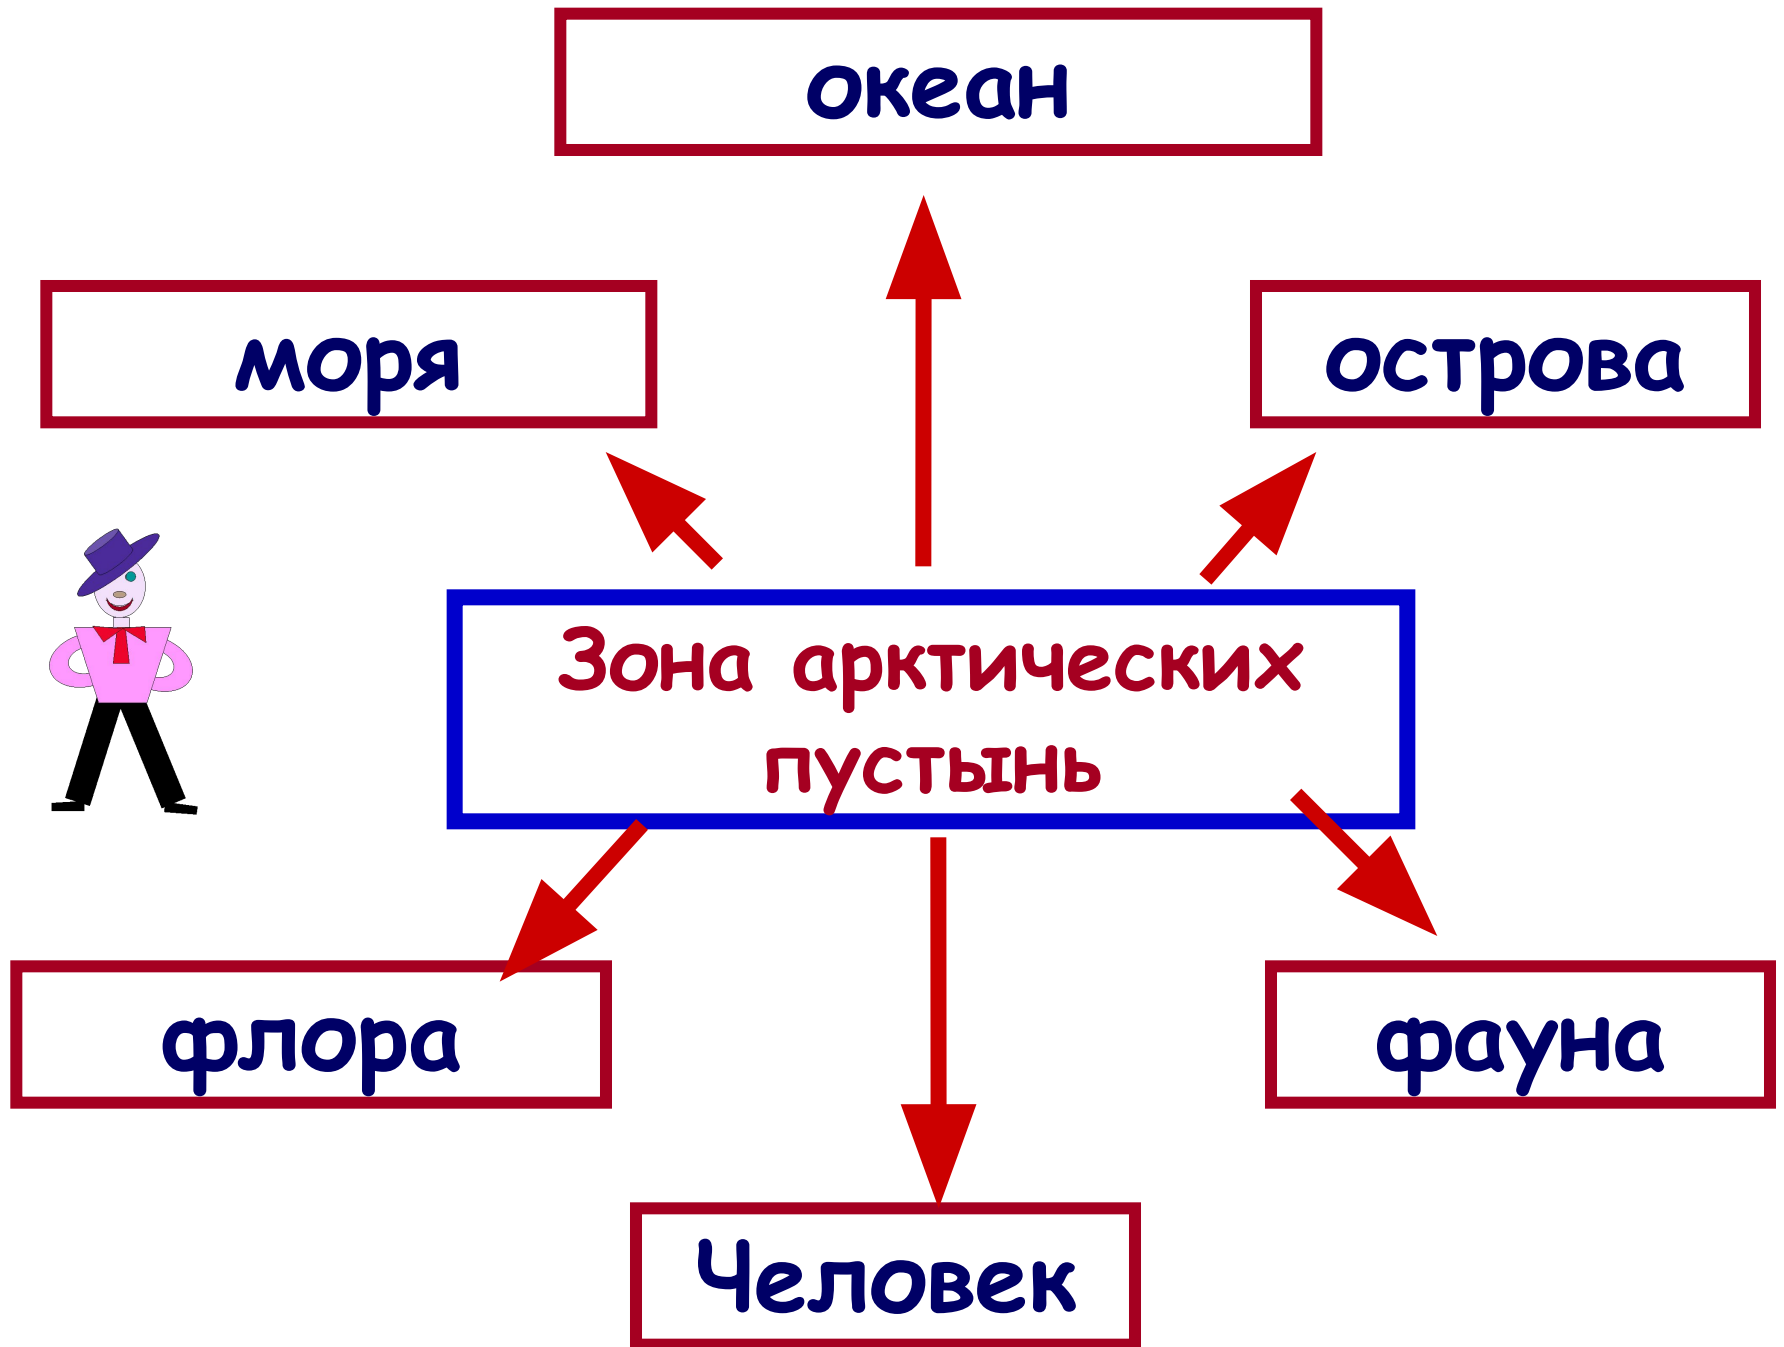 океан
моря
острова
Зона арктических
пустынь
флора
фауна
Человек